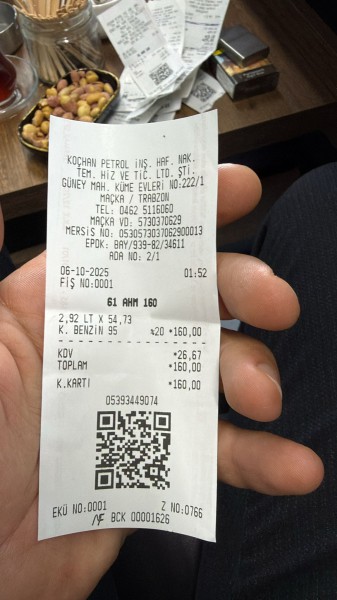 KOÇHAN PETROL İNŞ. HAF. NAK.
TEM. HİZ VE TİC. LTD. ŞTİ.
GÜNEY MAH. KÜME EVLERİ NO:222/1
MAÇKA / TRABZON
TEL: 0462 5116060
MAÇKA VD: 5730370629
MERSİS NO: 0530573037062900013
EPDK: BAY/939-82/34611
ADA NO: 2/1
06-10-2025 01:52
FİŞ NO:0001
61 AHM 160
2,92 LT X 54,73
K. BENZİN 95 %20 *160,00
KDV *26,67
TOPLAM *160,00
K.KARTI *160,00
05393449074
EKÜ NO:0001 Z NO:0766
NF BCK 00001626